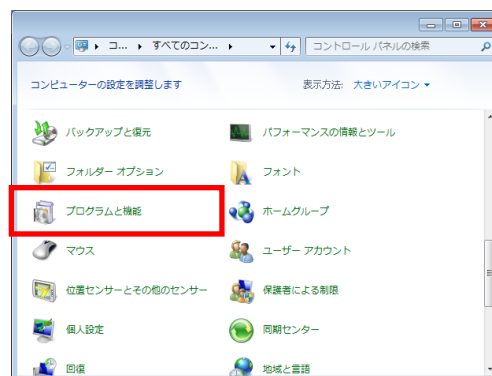 コ... ▸ すべてのコン... ▸
コントロール パネルの検索
コンピューターの設定を調整します
表示方法: 大きいアイコン
バックアップと復元
パフォーマンスの情報とツール
フォルダー オプション
フォント
プログラムと機能
ホームグループ
マウス
ユーザー アカウント
位置センサーとその他のセンサー
保護者による制限
個人設定
同期センター
回復
地域と言語